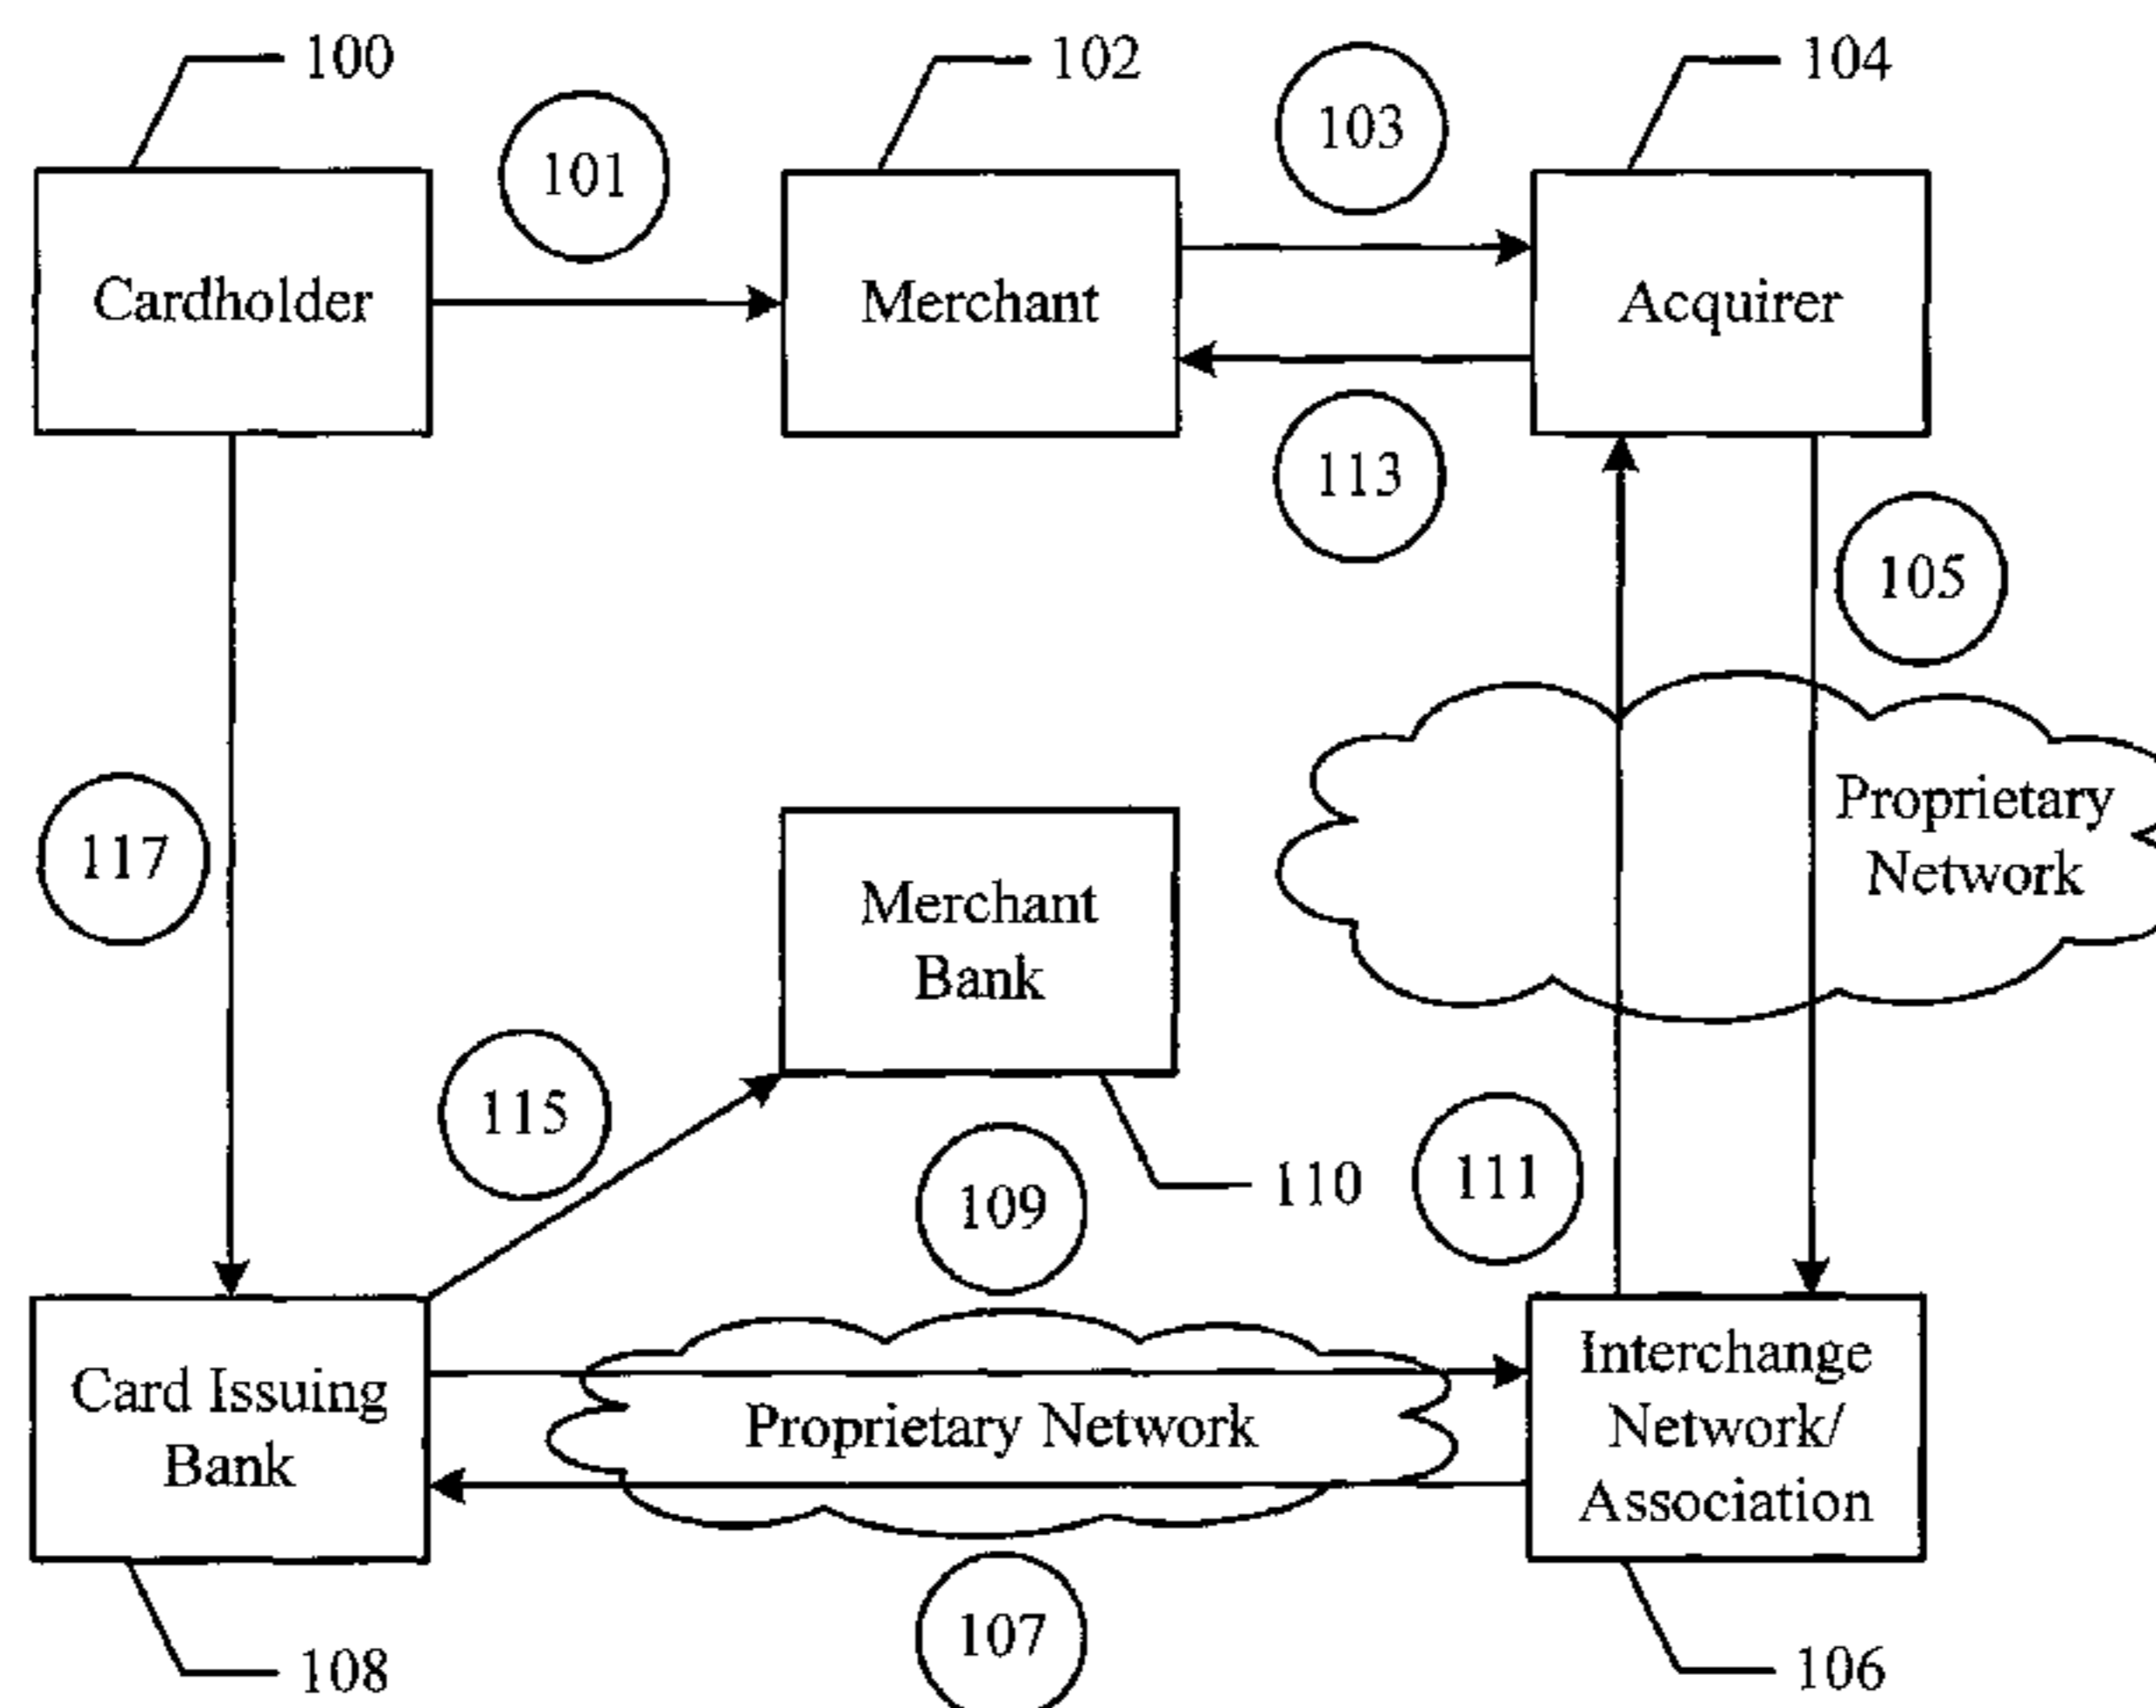 100
102
104
101
103
Cardholder
Merchant
Acquirer
113
105
Proprietary
Network
117
Merchant
Bank
115
109
110
111
Card Issuing
Bank
Proprietary Network
Interchange
Network/
Association
107
108
106